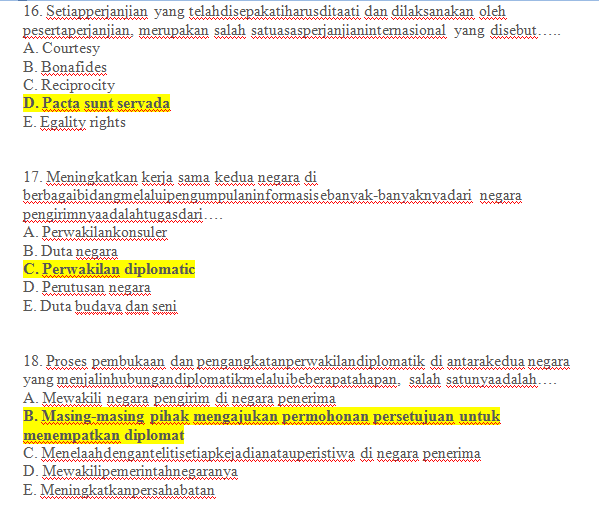 16. Setiapperjanjian yang telahdisepakatiharusditaati dan dilaksanakan oleh
pesertaperjanjian, merupakan salah satuasasperjanjianinternasional yang disebut…..
A. Courtesy
B. Bonafides
C. Reciprocity
D. Pacta sunt servada
E. Egality rights
17. Meningkatkan kerja sama kedua negara di
berbagaibidangmelaluipengumpulaninformasisebanyak-banyaknyadari negara
pengirimnyaadalahtugasdari….
A. Perwakilankonsuler
B. Duta negara
C. Perwakilan diplomatic
D. Perutusan negara
E. Duta budaya dan seni
18. Proses pembukaan dan pengangkatanperwakilandiplomatik di antarakedua negara
yang menjalinhubungandiplomatikmelaluibeberapatahapan, salah satunyaadalah….
A. Mewakili negara pengirim di negara penerima
B. Masing-masing pihak mengajukan permohonan persetujuan untuk
menempatkan diplomat
C. Menelaahdengantelitisetiapkejadianatauperistiwa di negara penerima
D. Mewakilipemerintahnegaranya
E. Meningkatkanpersahabatan